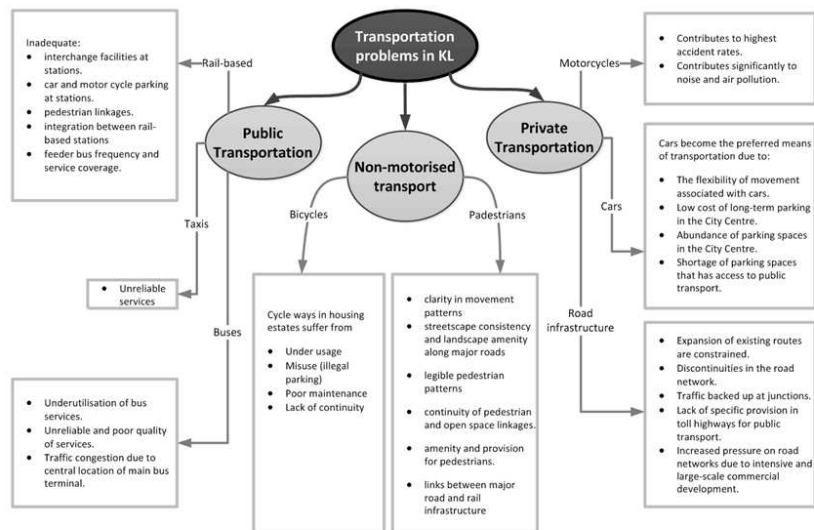 Transportation
problems in KL
Inadequate:
• interchange facilities at
stations.
• car and motor cycle parking
at stations.
• pedestrian linkages.
• integration between rail-
based stations
• feeder bus frequency and
service coverage.
Rail-based
Public
Transportation
Taxis
• Unreliable
services
Buses
• Underutilisation of bus
services.
• Unreliable and poor quality
of services.
• Traffic congestion due to
central location of main bus
terminal.
Non-motorised
transport
Bicycles
Cycle ways in housing
estates suffer from
• Under usage
• Misuse (illegal
parking)
• Poor maintenance
• Lack of continuity
Padestrians
• clarity in movement
patterns
• streetscape consistency
and landscape amenity
along major roads
• legible pedestrian
patterns
• continuity of pedestrian
and open space linkages.
• amenity and provision
for pedestrians.
• links between major
road and rail
infrastructure
Private
Transportation
Motorcycles
• Contributes to highest
accident rates.
• Contributes significantly to
noise and air pollution.
Cars
Cars become the preferred means
of transportation due to:
• The flexibility of movement
associated with cars.
• Low cost of long-term parking
in the City Centre.
• Abundance of parking spaces
in the City Centre.
• Shortage of parking spaces
that has access to public
transport.
Road
infrastructure
• Expansion of existing routes
are constrained.
• Discontinuities in the road
network.
• Traffic backed up at junctions.
• Lack of specific provision in
toll highways for public
transport.
• Increased pressure on road
networks due to intensive and
large-scale commercial
development.